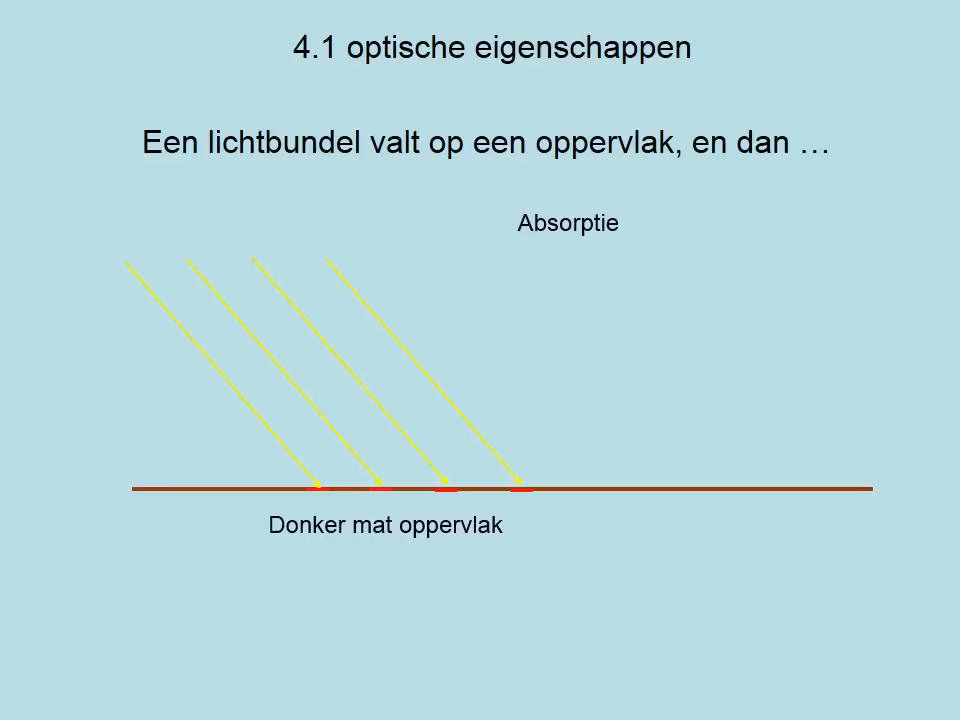 4.1 optische eigenschappen
Een lichtbundel valt op een oppervlak, en dan …
Absorptie
Donker mat oppervlak